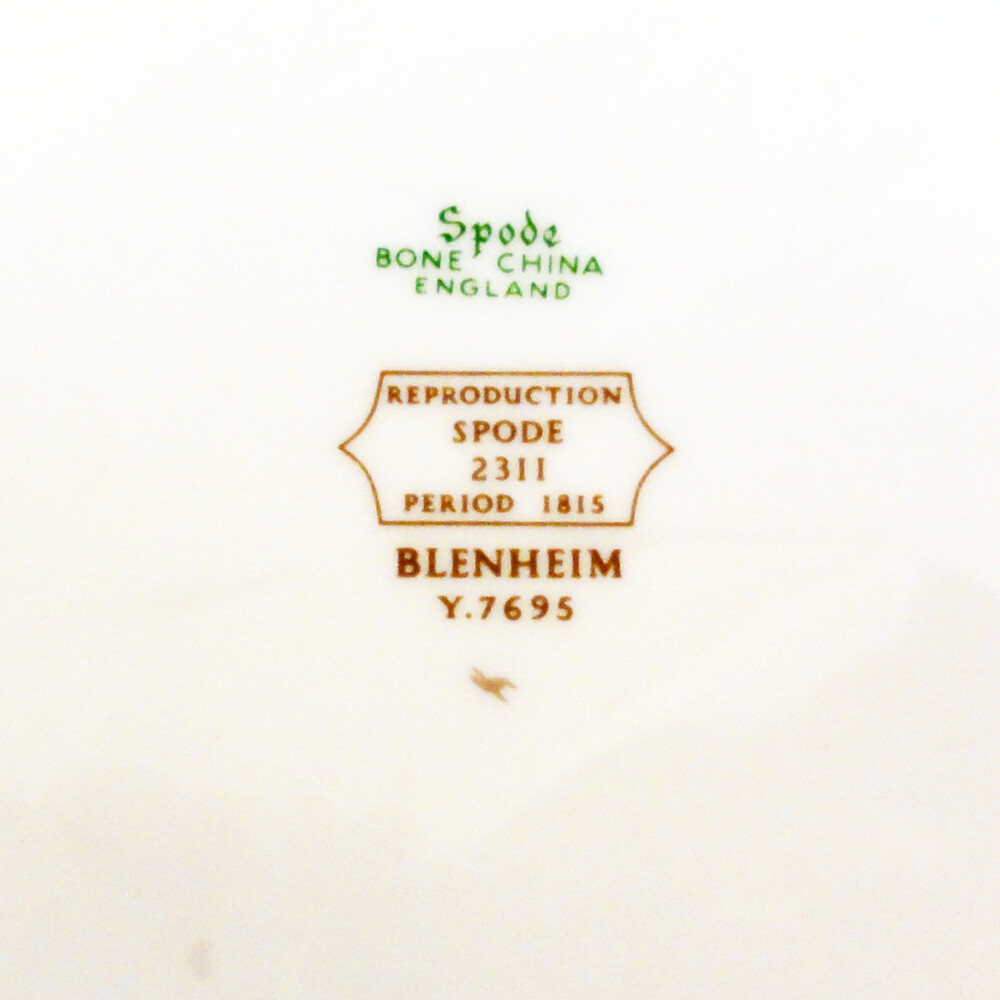 Spode
BONE CHINA
ENGLAND
REPRODUCTION
SPODE
2311
PERIOD 1815
BLENHEIM
Y.7695